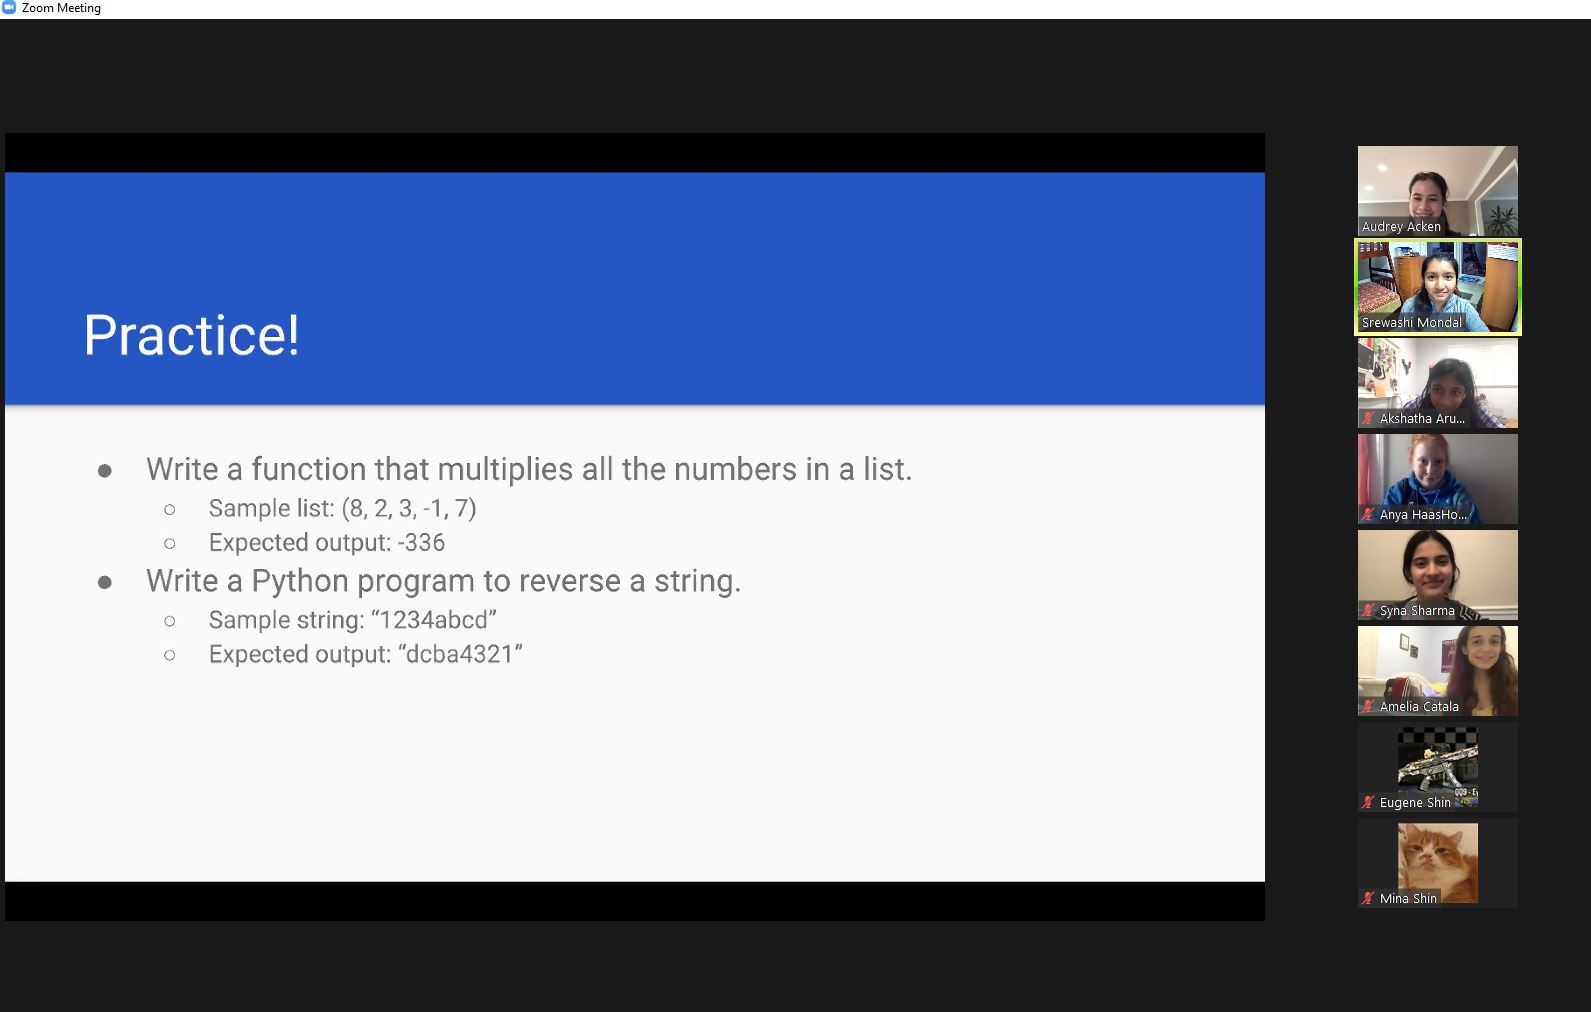 Zoom Meeting
Practice!
Write a function that multiplies all the numbers in a list.
Sample list: (8, 2, 3, -1, 7)
Expected output: -336
Write a Python program to reverse a string.
Sample string: “1234abcd”
Expected output: “dcba4321”
Audrey Acken
Srewashi Mondal
Akshatha Aru...
Anya HaasHo...
Syna Sharma
Amelia Catala
Eugene Shin
Mina Shin